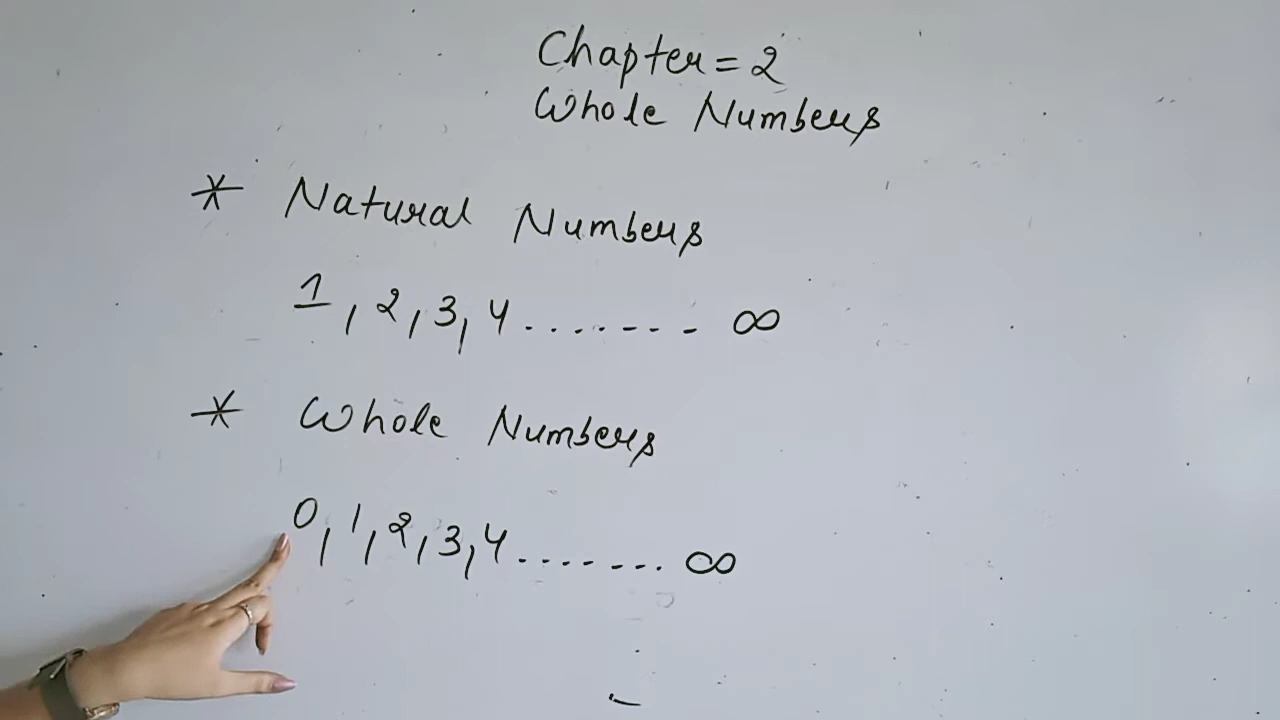 Chapter = 2
Whole Numbers
* Natural Numbers
1, 2, 3, 4 . . . . . . . ∞
* Whole Numbers
0, 1, 2, 3, 4 . . . . . . . ∞